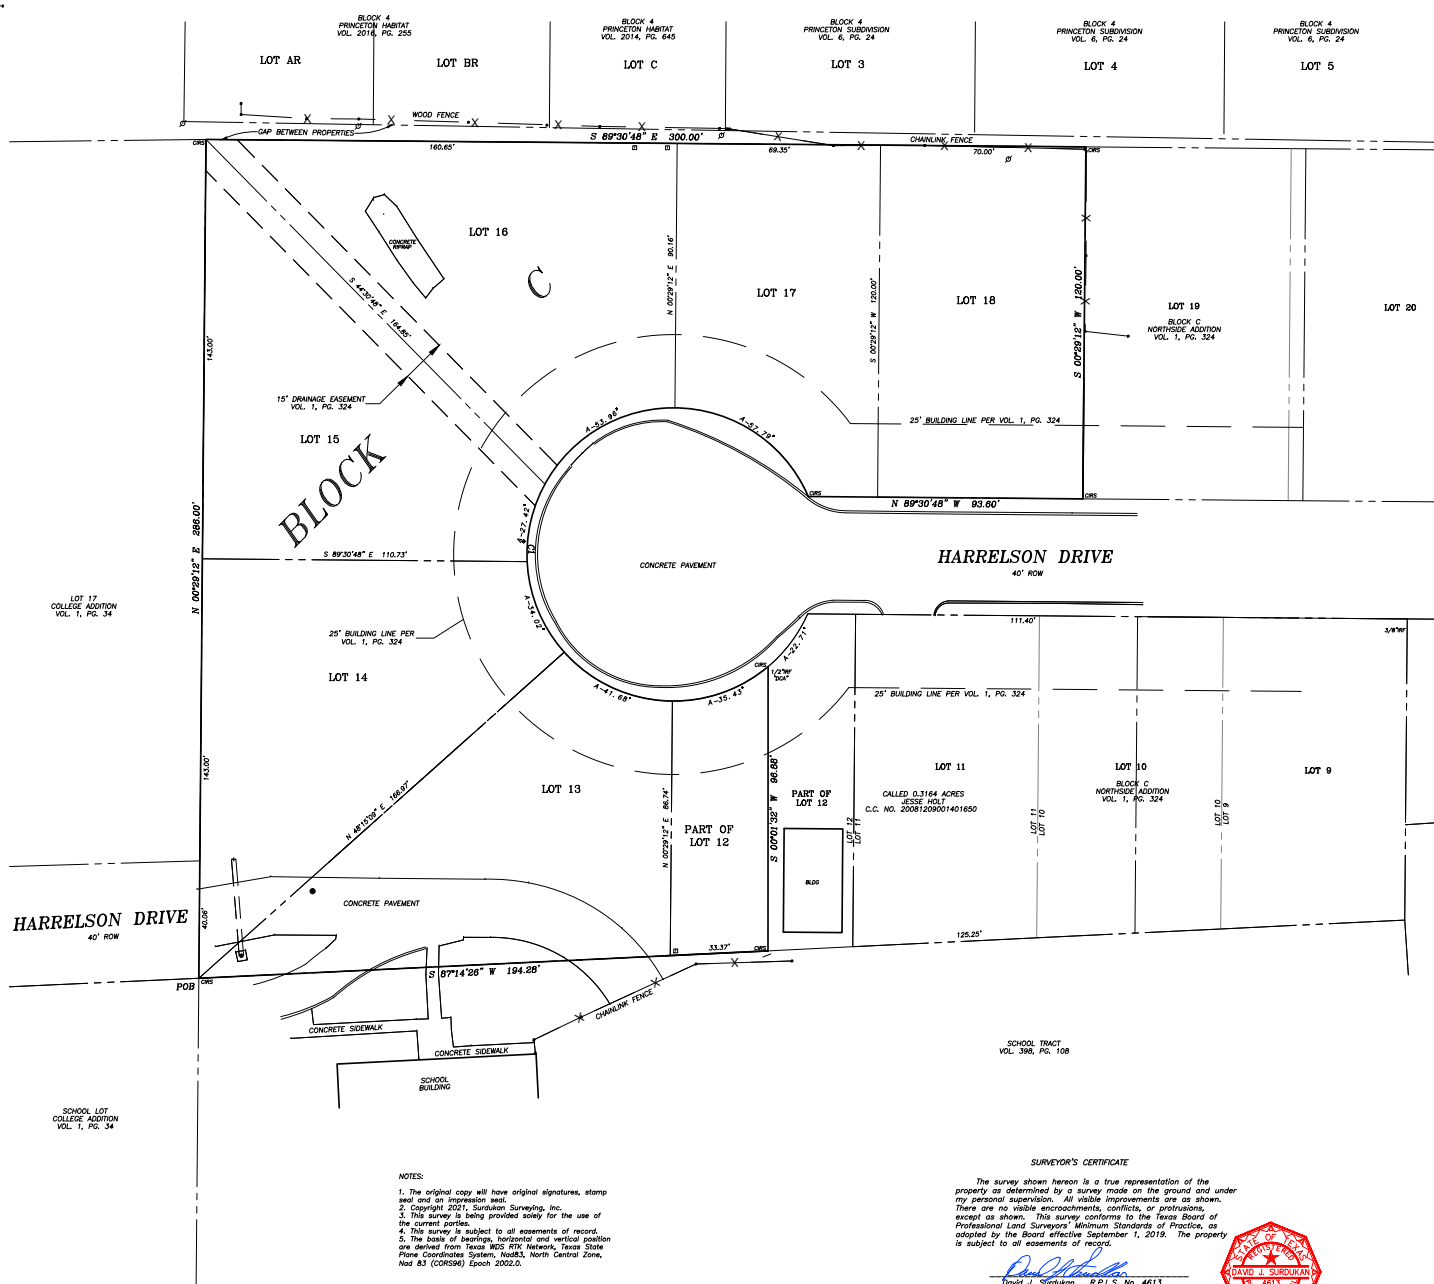 BLOCK 4
PRINCETON HABITAT
VOL. 2016, PG. 255
BLOCK 4
PRINCETON HABITAT
VOL. 2014, PG. 645
BLOCK 4
PRINCETON SUBDIVISION
VOL. 6, PG. 24
BLOCK 4
PRINCETON SUBDIVISION
VOL. 6, PG. 24
BLOCK 4
PRINCETON SUBDIVISION
VOL. 6, PG. 24
LOT AR
LOT BR
LOT C
LOT 3
LOT 4
LOT 5
WOOD FENCE
GAP BETWEEN PROPERTIES
S 89°30'48" E 300.00'
CHAINLINK FENCE
CIRS
160.65'
69.35'
70.00'
CIRS
CONCRETE
RIPRAP
LOT 16
C
N 00°29'12" E 90.16'
LOT 17
S 00°29'12" W 120.00'
LOT 18
S 00°29'12" W 120.00'
LOT 19
BLOCK C
NORTHSIDE ADDITION
VOL. 1, PG. 324
LOT 20
S 44°30'48" E 164.85'
143.00'
15' DRAINAGE EASEMENT
VOL. 1, PG. 324
LOT 15
BLOCK
A-53.96'
A-57.79'
25' BUILDING LINE PER VOL. 1, PG. 324
CIRS
CIRS
N 89°30'48" W 93.60'
A-27.42'
C1
N 00°29'12" E 286.00'
S 89°30'48" E 110.73'
CONCRETE PAVEMENT
HARRELSON DRIVE
40' ROW
LOT 17
COLLEGE ADDITION
VOL. 1, PG. 34
25' BUILDING LINE PER
VOL. 1, PG. 324
A-34.02'
111.40'
3/8"IRF
A-22.71'
CIRS
1/2"IRF
"DCA"
LOT 14
A-41.68'
A-35.43'
25' BUILDING LINE PER VOL. 1, PG. 324
143.00'
N 48°15'09" E 166.97'
LOT 13
N 00°29'12" E 86.74'
PART OF
LOT 12
S 00°01'32" W 96.68'
PART OF
LOT 12
BLDG
LOT 12
LOT 11
LOT 11
CALLED 0.3164 ACRES
JESSE HOLT
C.C. NO. 20081209001401650
LOT 11
LOT 10
LOT 10
BLOCK C
NORTHSIDE ADDITION
VOL. 1, PG. 324
LOT 10
LOT 9
LOT 9
HARRELSON DRIVE
40' ROW
40.06'
CONCRETE PAVEMENT
33.37'
CIRS
125.25'
S 87°14'26" W 194.28'
POB
CIRS
CHAINLINK FENCE
CONCRETE SIDEWALK
CONCRETE SIDEWALK
SCHOOL
BUILDING
SCHOOL TRACT
VOL. 398, PG. 108
SCHOOL LOT
COLLEGE ADDITION
VOL. 1, PG. 34
NOTES:
1. The original copy will have original signatures, stamp
seal and an impression seal.
2. Copyright 2021, Surdukan Surveying, Inc.
3. This survey is being provided solely for the use of
the current parties.
4. This survey is subject to all easements of record.
5. The basis of bearings, horizontal and vertical position
are derived from Texas WDS RTK Network, Texas State
Plane Coordinates System, Nad83, North Central Zone,
Nad 83 (CORS96) Epoch 2002.0.
SURVEYOR'S CERTIFICATE
The survey shown hereon is a true representation of the
property as determined by a survey made on the ground and under
my personal supervision. All visible improvements are as shown.
There are no visible encroachments, conflicts, or protrusions,
except as shown. This survey conforms to the Texas Board of
Professional Land Surveyors' Minimum Standards of Practice, as
adopted by the Board effective September 1, 2019. The property
is subject to all easements of record.
David J. Surdukan R.P.L.S. No. 4613
STATE OF TEXAS
REGISTERED
DAVID J. SURDUKAN
4613